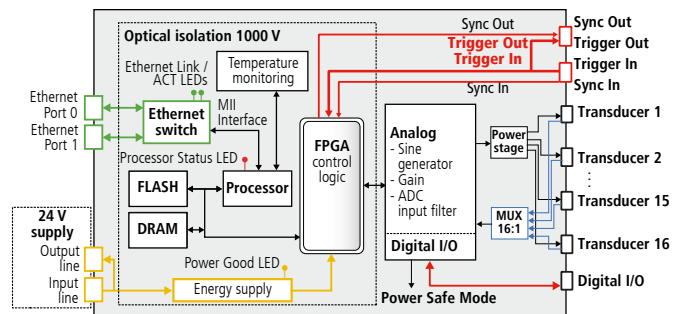 Optical isolation 1000 V
Sync Out
Sync Out
Trigger Out
Trigger Out
Trigger In
Trigger In
Sync In
Sync In
Ethernet Link /
ACT LEDs
Temperature
monitoring
Ethernet
Port 0
Ethernet
Port 1
Ethernet
switch
MII
Interface
Processor Status LED
FLASH
Processor
DRAM
FPGA
control
logic
Analog
- Sine
generator
- Gain
- ADC
input filter
Digital I/O
Power
stage
MUX
16:1
Transducer 1
Transducer 2
⋮
Transducer 15
Transducer 16
Digital I/O
Power Safe Mode
24 V
supply
Output
line
Input
line
Power Good LED
Energy supply